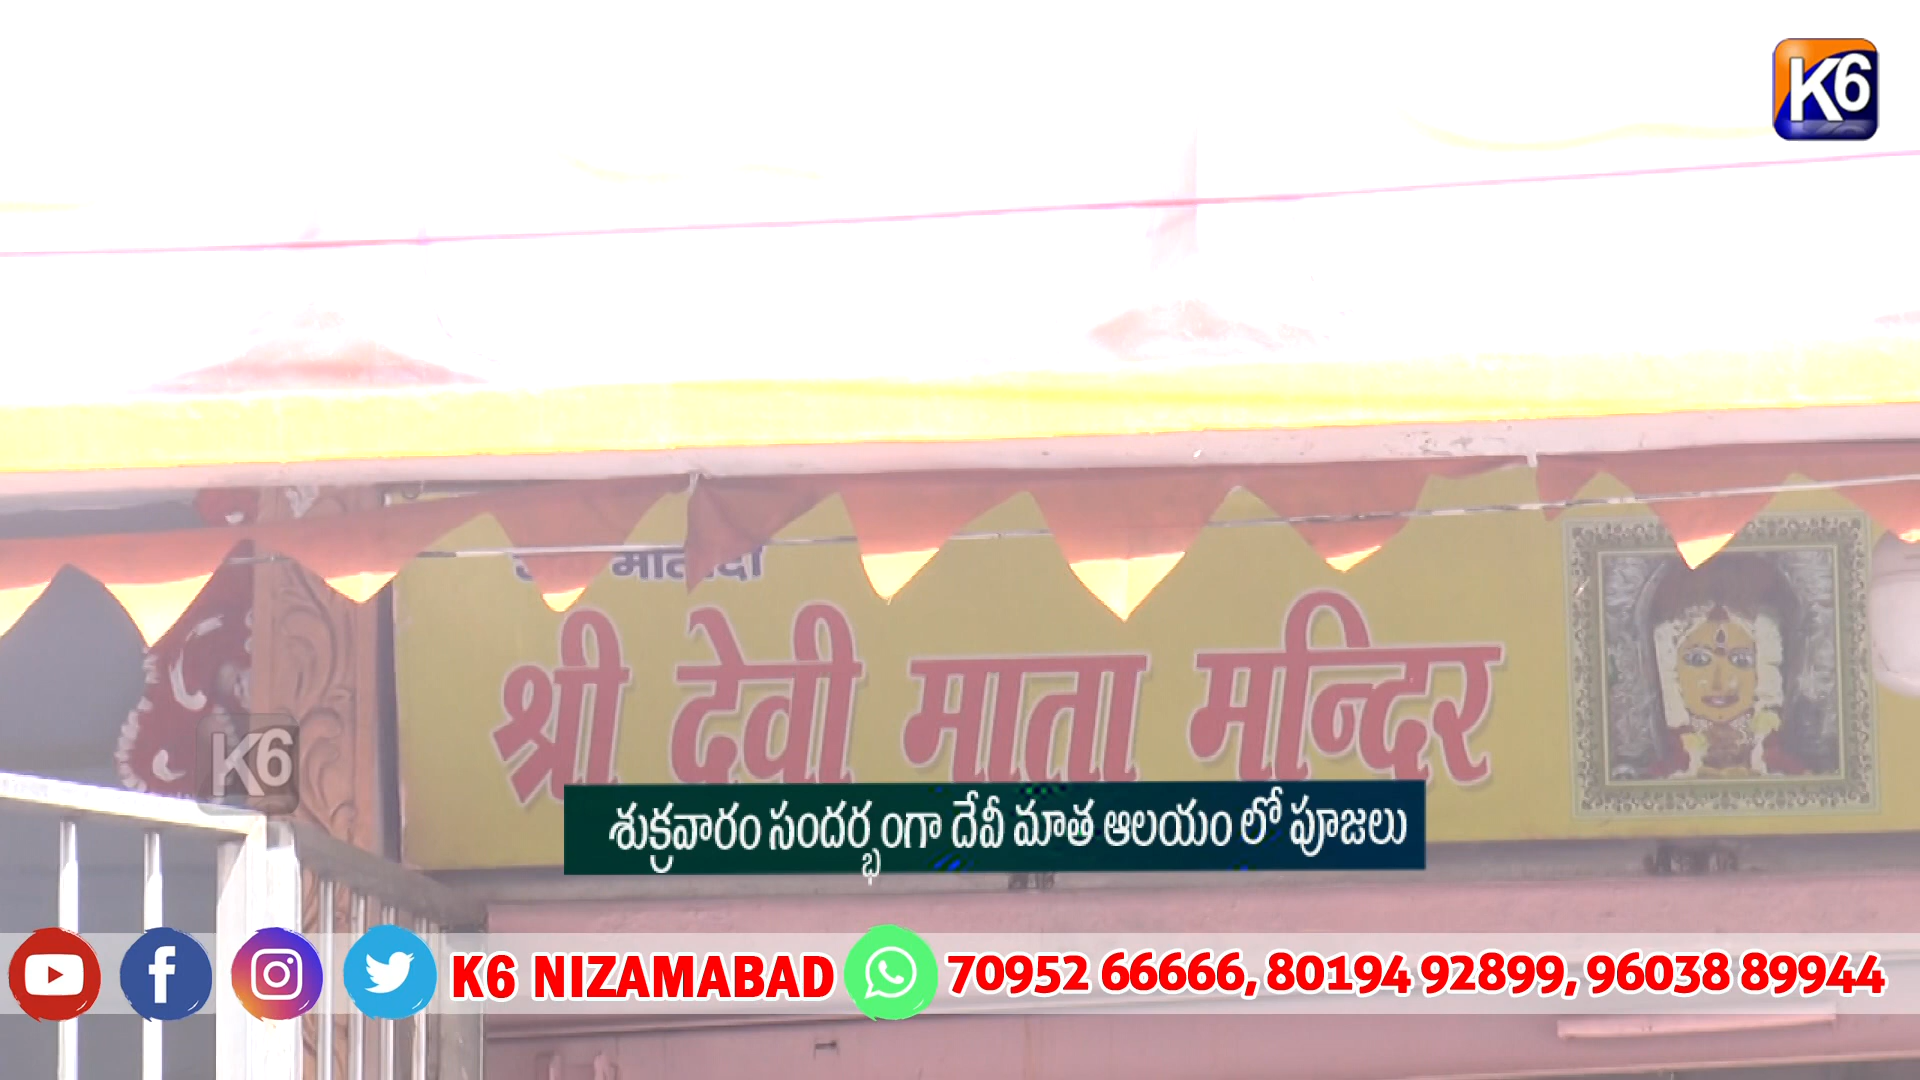 K6
माता दी
श्री देवी माता मन्दिर
K6
శుక్రవారం సందర్భంగా దేవీ మాత ఆలయం లో పూజలు
K6 NIZAMABAD 70952 66666, 80194 92899, 96038 89944